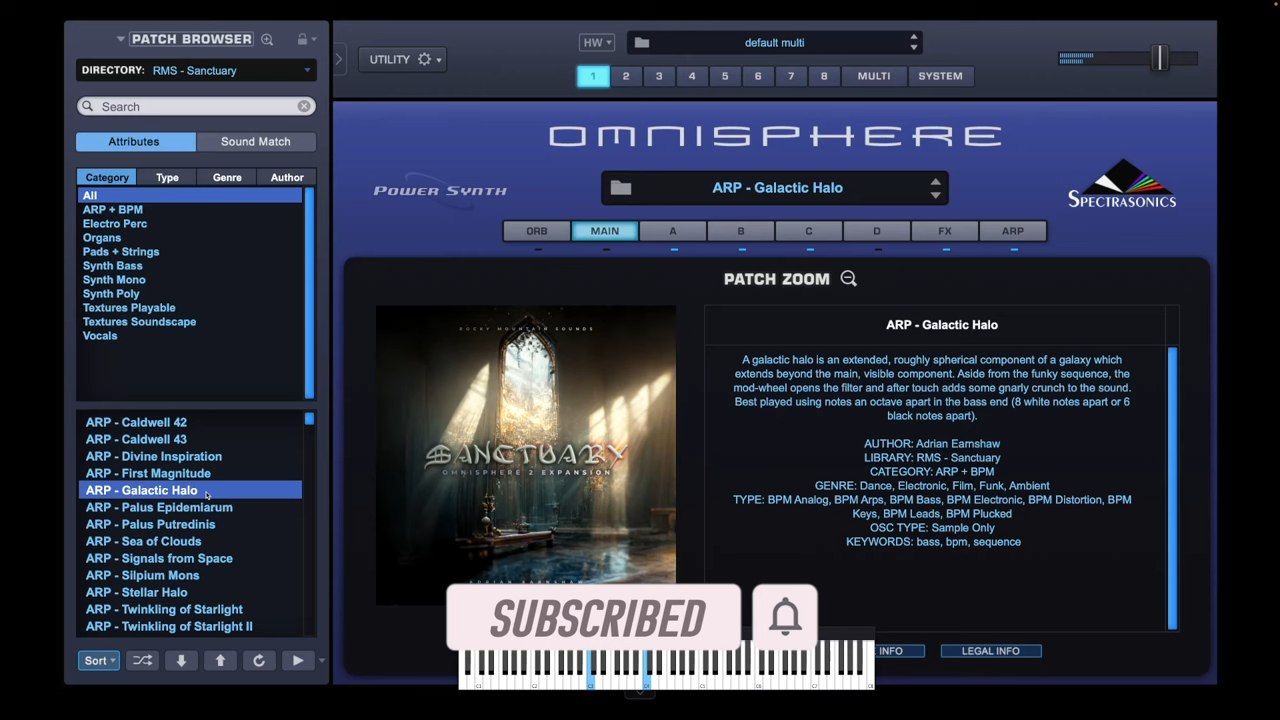 PATCH BROWSER
DIRECTORY: RMS - Sanctuary
Search
Attributes
Sound Match
Category
Type
Genre
Author
All
ARP + BPM
Electro Perc
Organs
Pads + Strings
Synth Bass
Synth Mono
Synth Poly
Textures Playable
Textures Soundscape
Vocals
ARP - Caldwell 42
ARP - Caldwell 43
ARP - Divine Inspiration
ARP - First Magnitude
ARP - Galactic Halo
ARP - Palus Epidemiarum
ARP - Palus Putredinis
ARP - Sea of Clouds
ARP - Signals from Space
ARP - Silpium Mons
ARP - Stellar Halo
ARP - Twinkling of Starlight
ARP - Twinkling of Starlight II
Sort
UTILITY
HW
default multi
1 2 3 4 5 6 7 8 MULTI SYSTEM
OMNISPHERE
POWER SYNTH
ARP - Galactic Halo
SPECTRASONICS
ORB MAIN A B C D FX ARP
PATCH ZOOM
ROCKY MOUNTAIN SOUNDS
SANCTUARY
OMNISPHERE 2 EXPANSION
ADRIAN EARNSHAW
ARP - Galactic Halo
A galactic halo is an extended, roughly spherical component of a galaxy which
extends beyond the main, visible component. Aside from the funky sequence, the
mod-wheel opens the filter and after touch adds some gnarly crunch to the sound.
Best played using notes an octave apart in the bass end (8 white notes apart or 6
black notes apart).
AUTHOR: Adrian Earnshaw
LIBRARY: RMS - Sanctuary
CATEGORY: ARP + BPM
GENRE: Dance, Electronic, Film, Funk, Ambient
TYPE: BPM Analog, BPM Arps, BPM Bass, BPM Electronic, BPM Distortion, BPM
Keys, BPM Leads, BPM Plucked
OSC TYPE: Sample Only
KEYWORDS: bass, bpm, sequence
SUBSCRIBED
INFO
LEGAL INFO
C1 C2 C3 C4 C5 C6 C7 C8